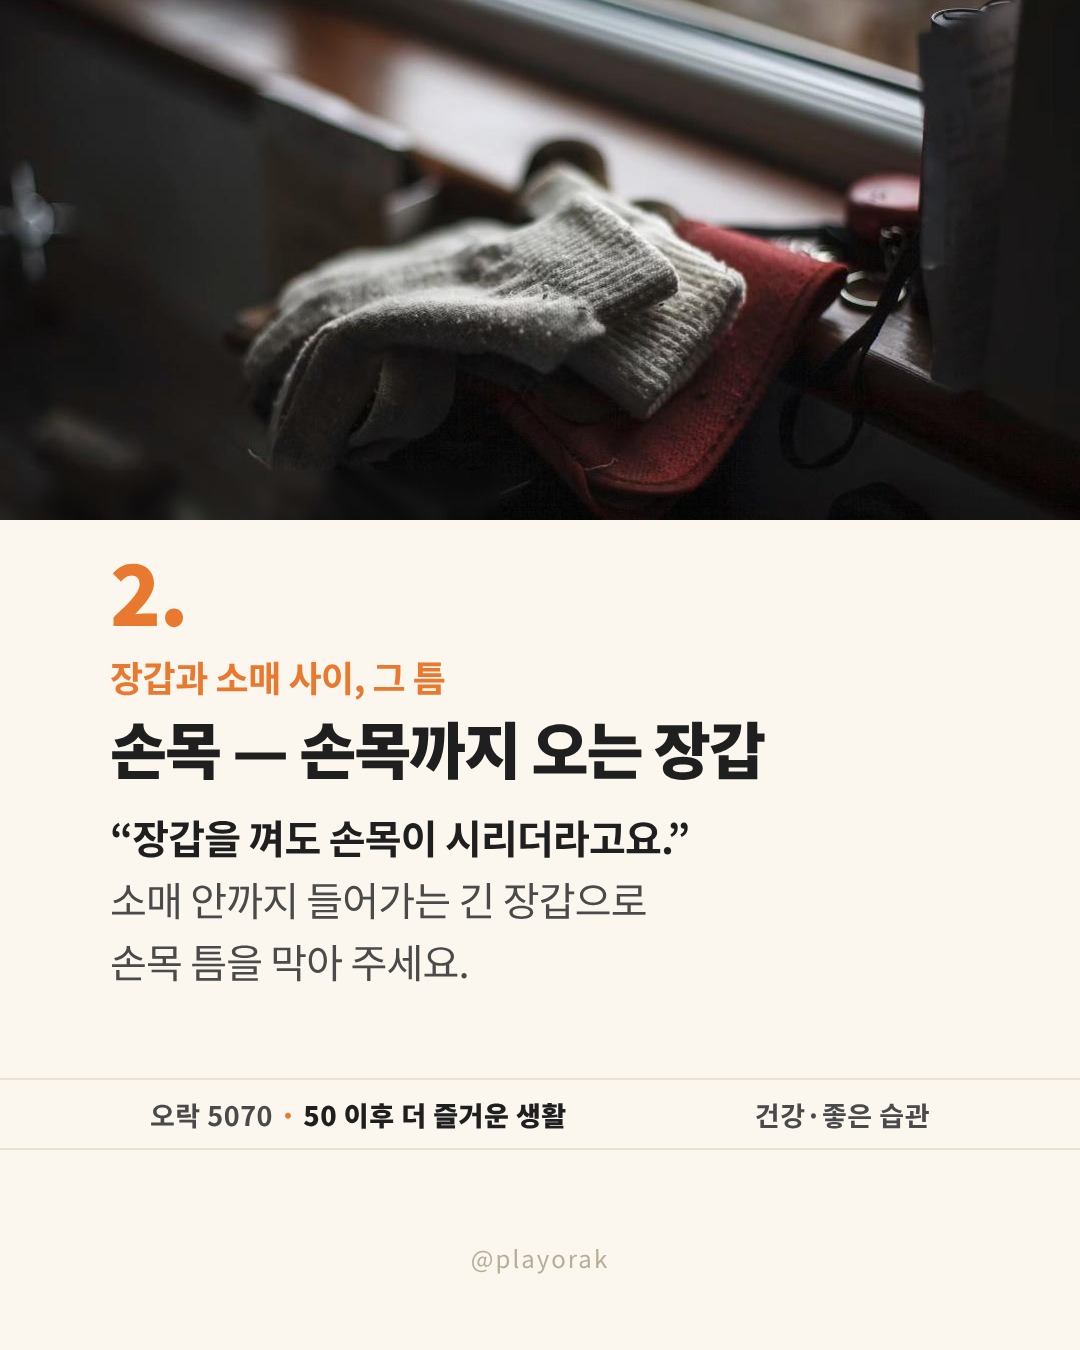 2.
장갑과 소매 사이, 그 틈
손목 — 손목까지 오는 장갑
“장갑을 껴도 손목이 시리더라고요.”
소매 안까지 들어가는 긴 장갑으로
손목 틈을 막아 주세요.
오락 5070 · 50 이후 더 즐거운 생활 건강·좋은 습관
@playorak